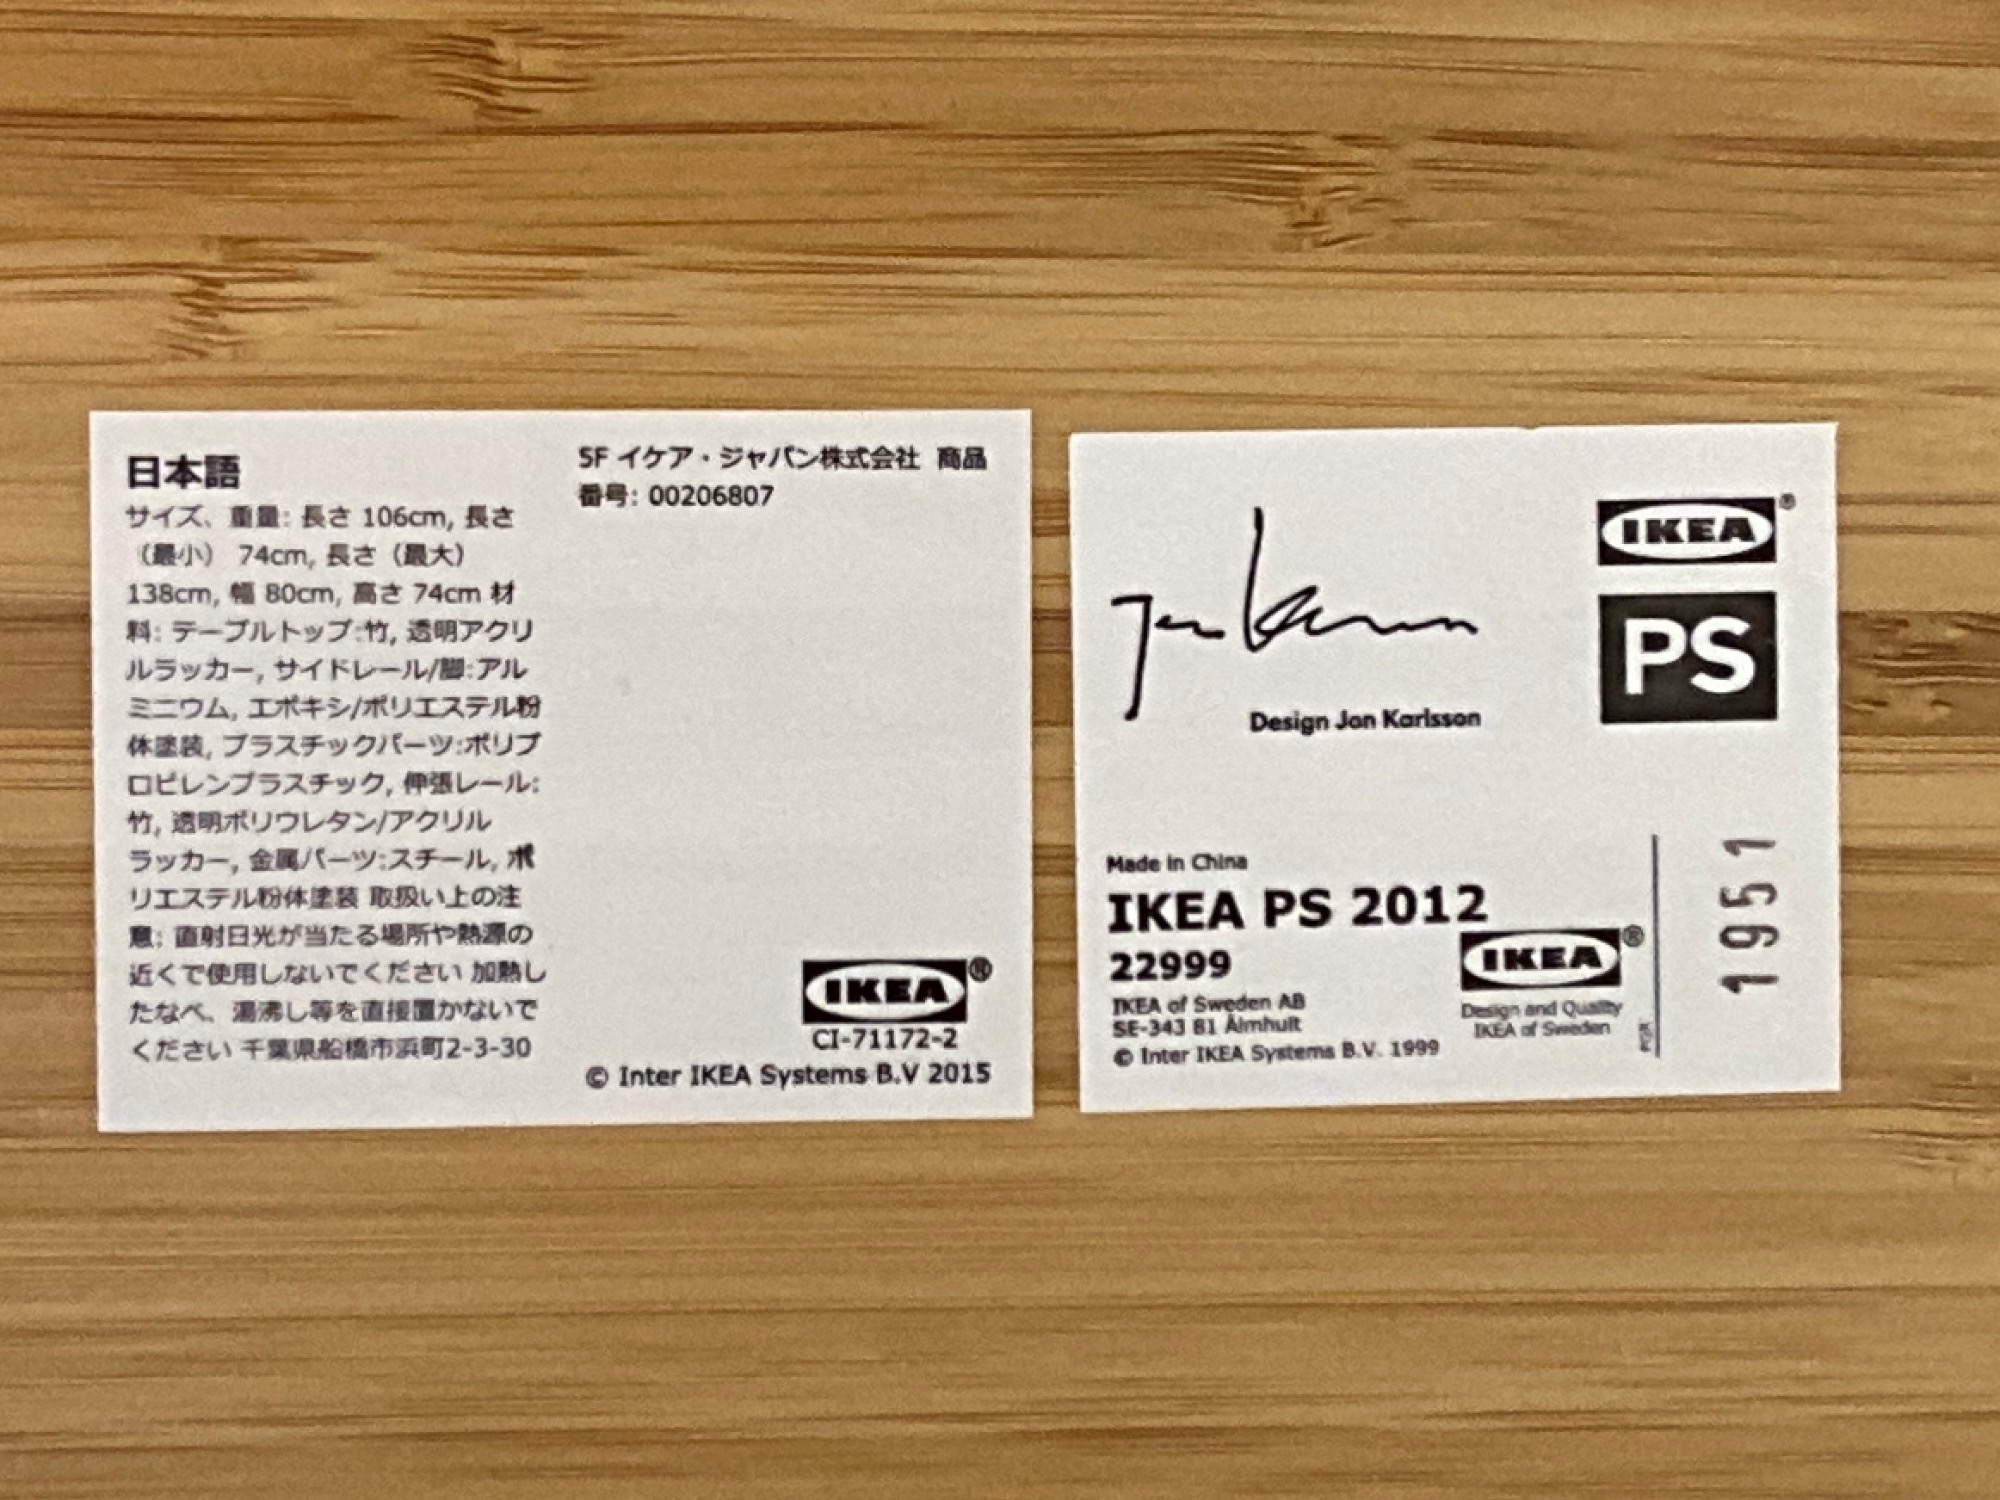 日本語
サイズ、重量: 長さ 106cm, 長さ
（最小） 74cm, 長さ（最大）
138cm, 幅 80cm, 高さ 74cm 材
料: テーブルトップ:竹, 透明アクリ
ルラッカー, サイドレール/脚:アル
ミニウム, エポキシ/ポリエステル粉
体塗装, プラスチックパーツ:ポリプ
ロピレンプラスチック, 伸張レール:
竹, 透明ポリウレタン/アクリル
ラッカー, 金属パーツ:スチール, ポ
リエステル粉体塗装 取扱い上の注
意: 直射日光が当たる場所や熱源の
近くで使用しないでください 加熱し
たなべ、湯沸し等を直接置かないで
ください 千葉県船橋市浜町2-3-30
5F イケア・ジャパン株式会社 商品
番号: 00206807
IKEA®
CI-71172-2
© Inter IKEA Systems B.V 2015
Jon Karlsson
Design Jon Karlsson
IKEA®
PS
Made in China
IKEA PS 2012
22999
IKEA of Sweden AB
SE-343 81 Älmhult
© Inter IKEA Systems B.V. 1999
IKEA®
Design and Quality
IKEA of Sweden
1951